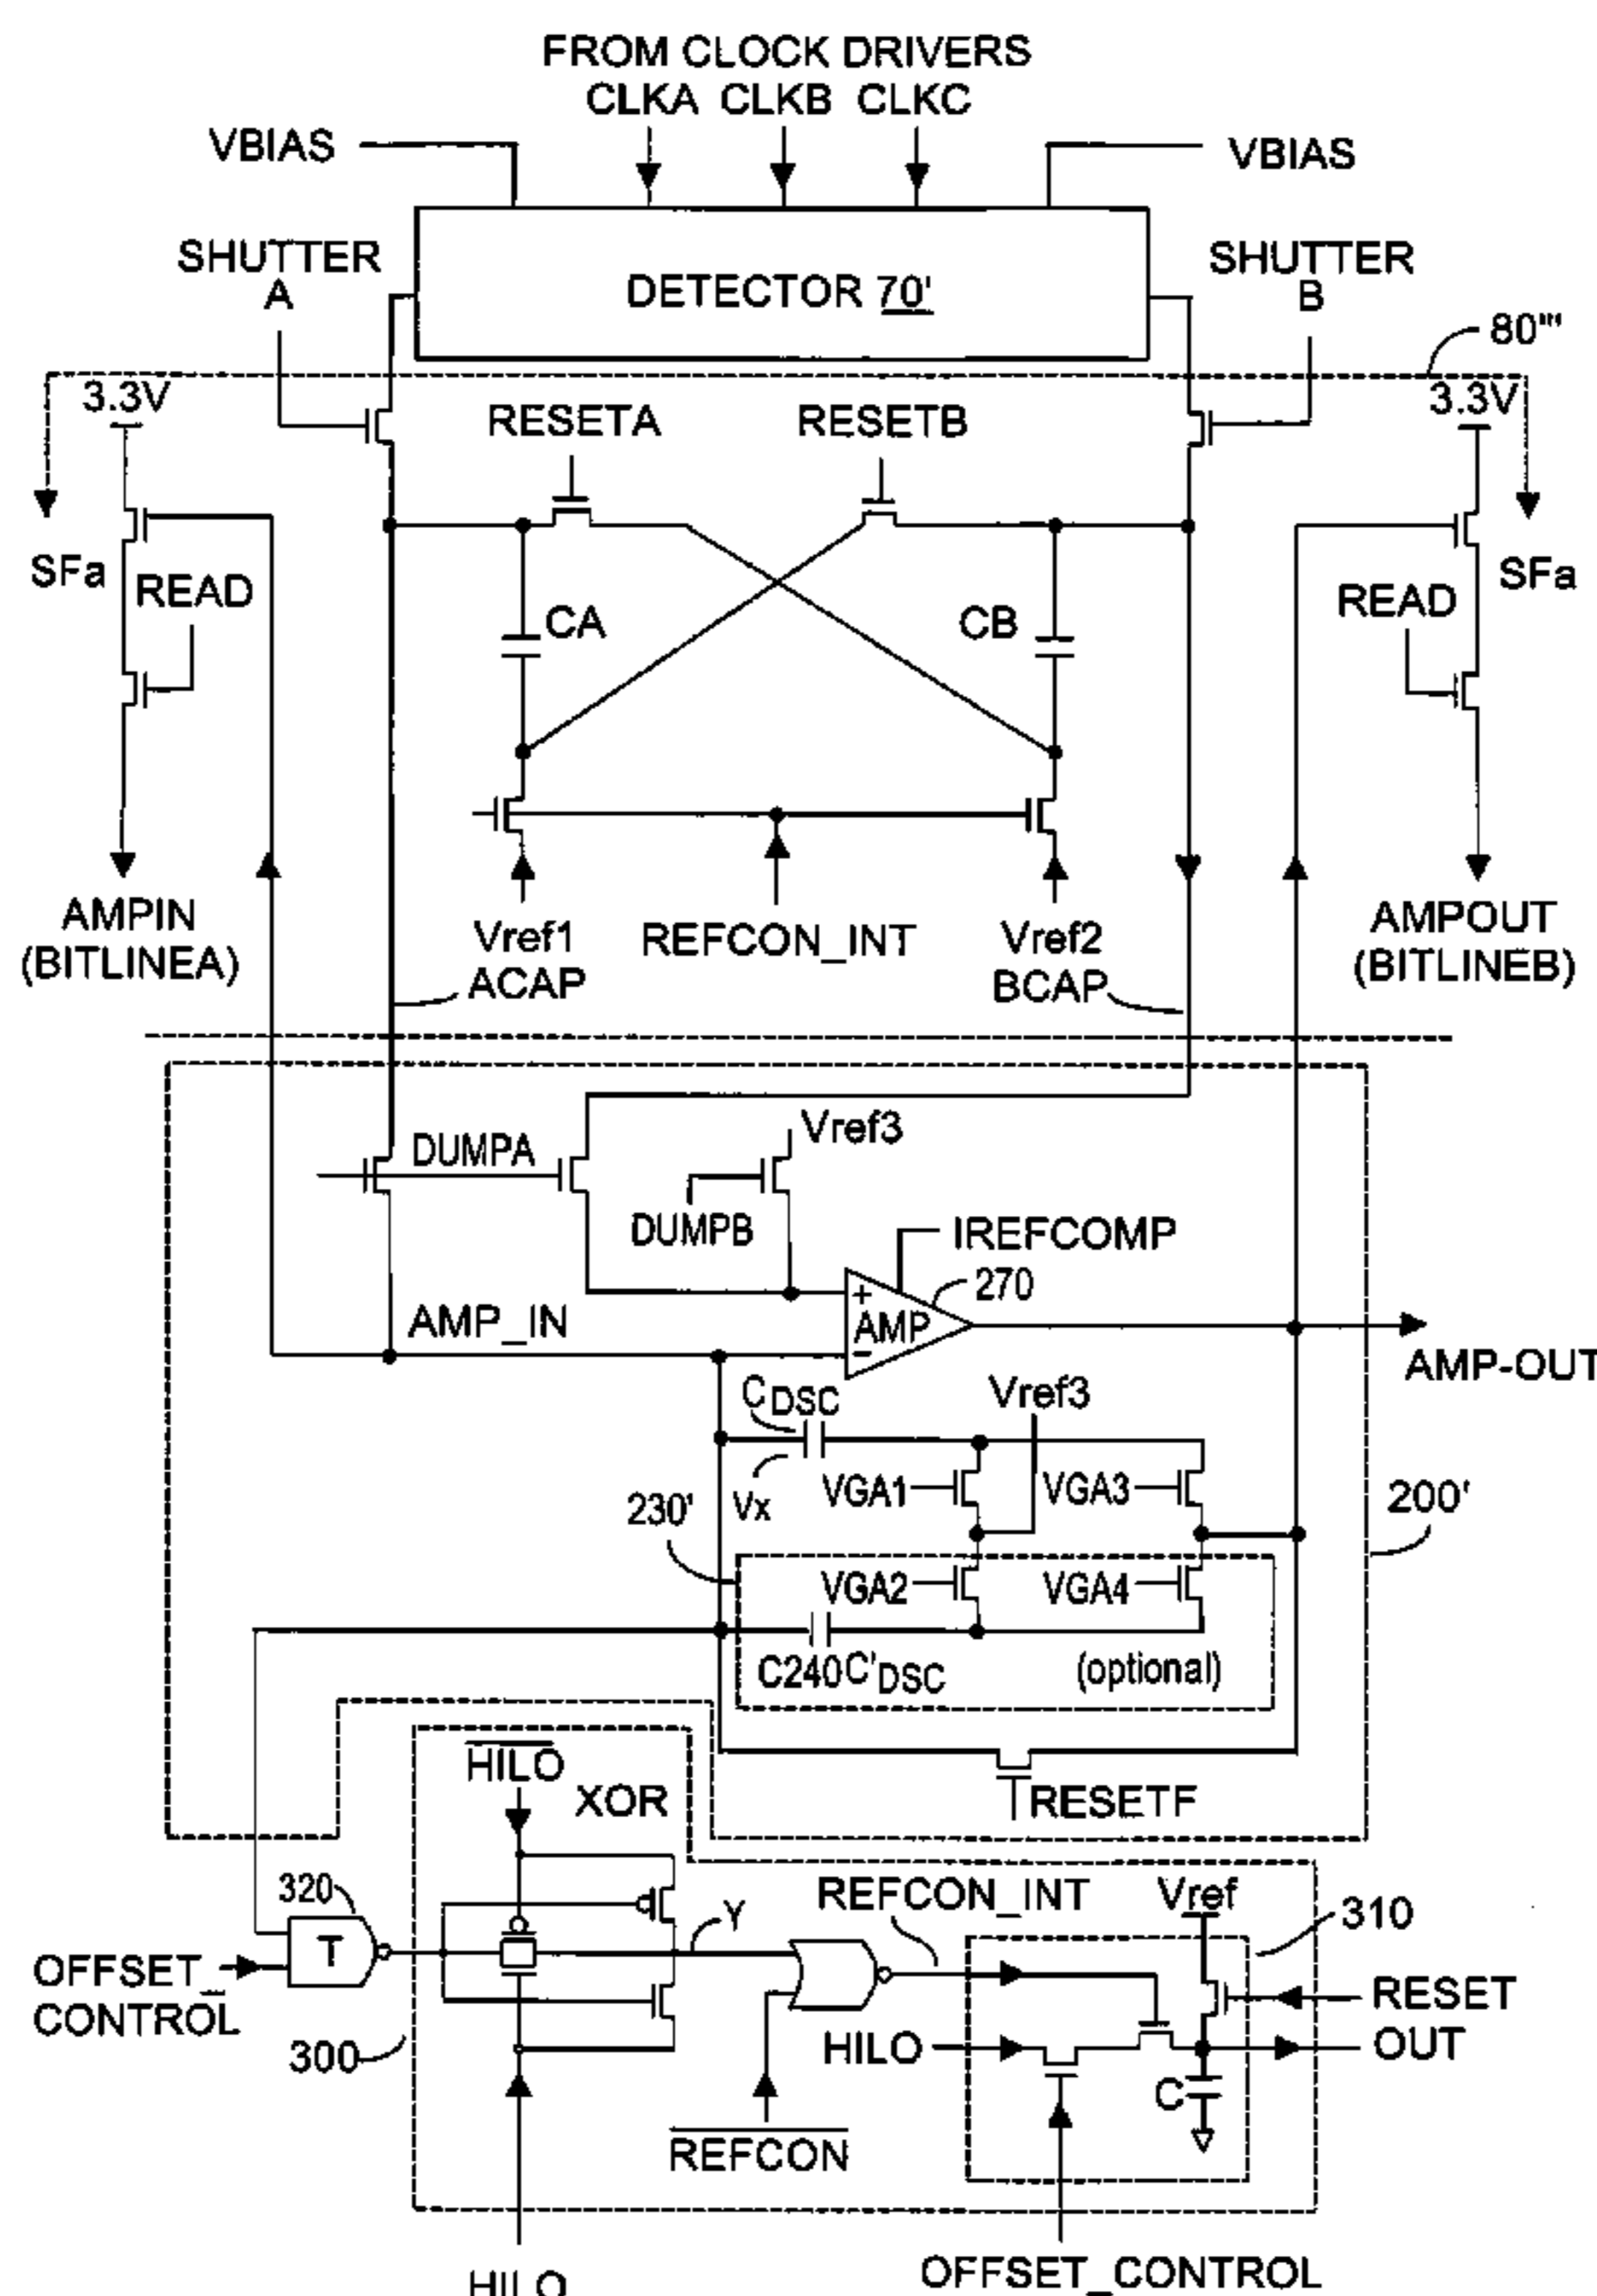 FROM CLOCK DRIVERS
CLKA CLKB CLKC
VBIAS
VBIAS
SHUTTER
A
DETECTOR 70'
SHUTTER
B
80'''
3.3V
3.3V
RESETA
RESETB
SFa
READ
CA
CB
READ
SFa
AMPIN
(BITLINEA)
Vref1
ACAP
REFCON_INT
Vref2
BCAP
AMPOUT
(BITLINEB)
DUMPA
Vref3
DUMPB
IREFCOMP
270
+
AMP
-
AMP_IN
AMP-OUT
CDSC
Vref3
Vx
VGA1
VGA3
230'
200'
VGA2
VGA4
C240 C'DSC
(optional)
HILO
XOR
RESETF
320
T
Y
REFCON_INT
Vref
310
OFFSET_
CONTROL
RESET
300
HILO
OUT
C
REFCON
HILO
OFFSET_CONTROL